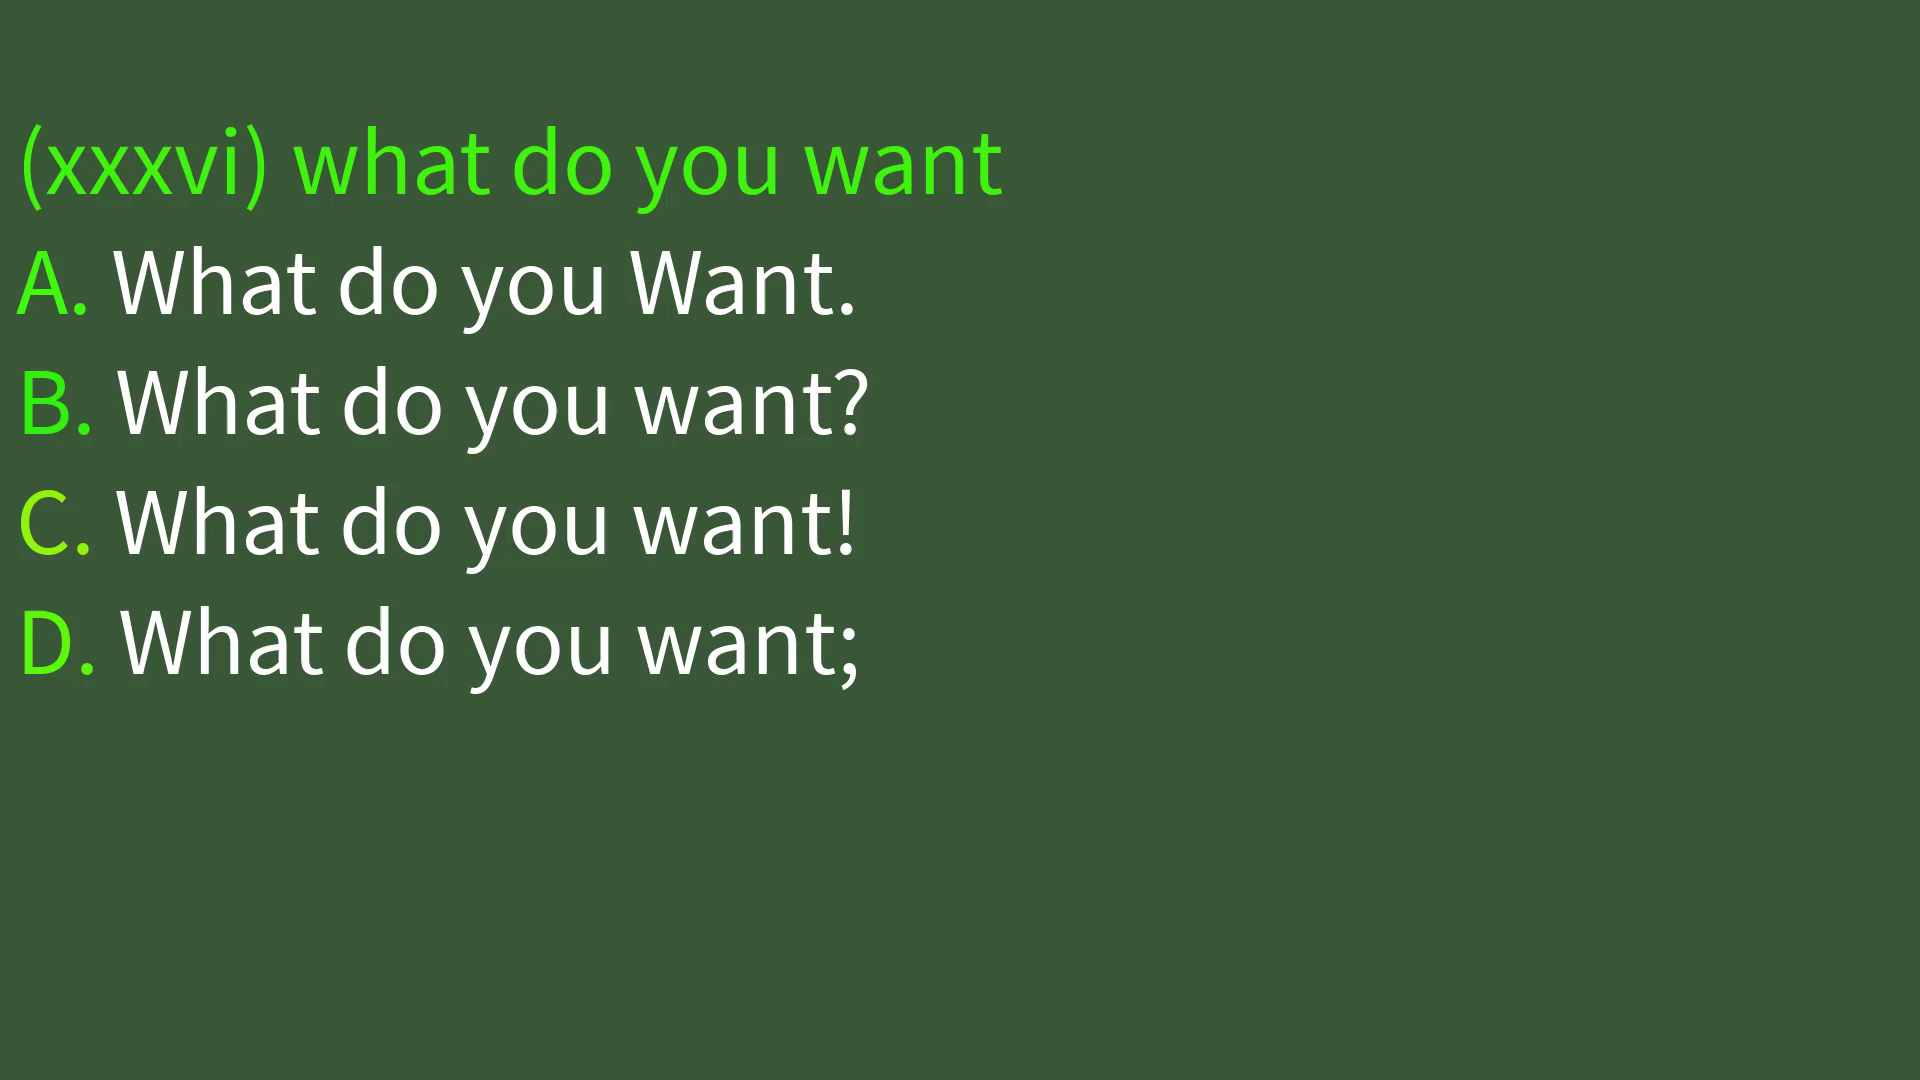 (xxxvi) what do you want
A. What do you Want.
B. What do you want?
C. What do you want!
D. What do you want;